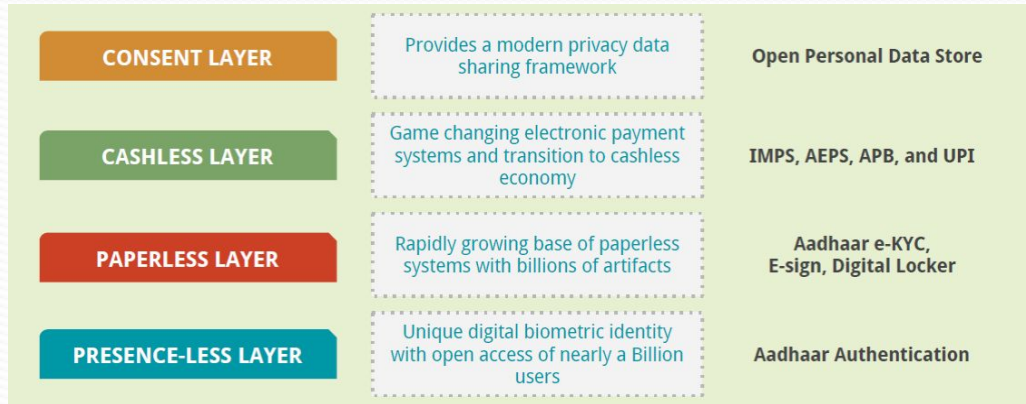 CONSENT LAYER
Provides a modern privacy data
sharing framework
Open Personal Data Store
CASHLESS LAYER
Game changing electronic payment
systems and transition to cashless
economy
IMPS, AEPS, APB, and UPI
PAPERLESS LAYER
Rapidly growing base of paperless
systems with billions of artifacts
Aadhaar e-KYC,
E-sign, Digital Locker
PRESENCE-LESS LAYER
Unique digital biometric identity
with open access of nearly a Billion
users
Aadhaar Authentication